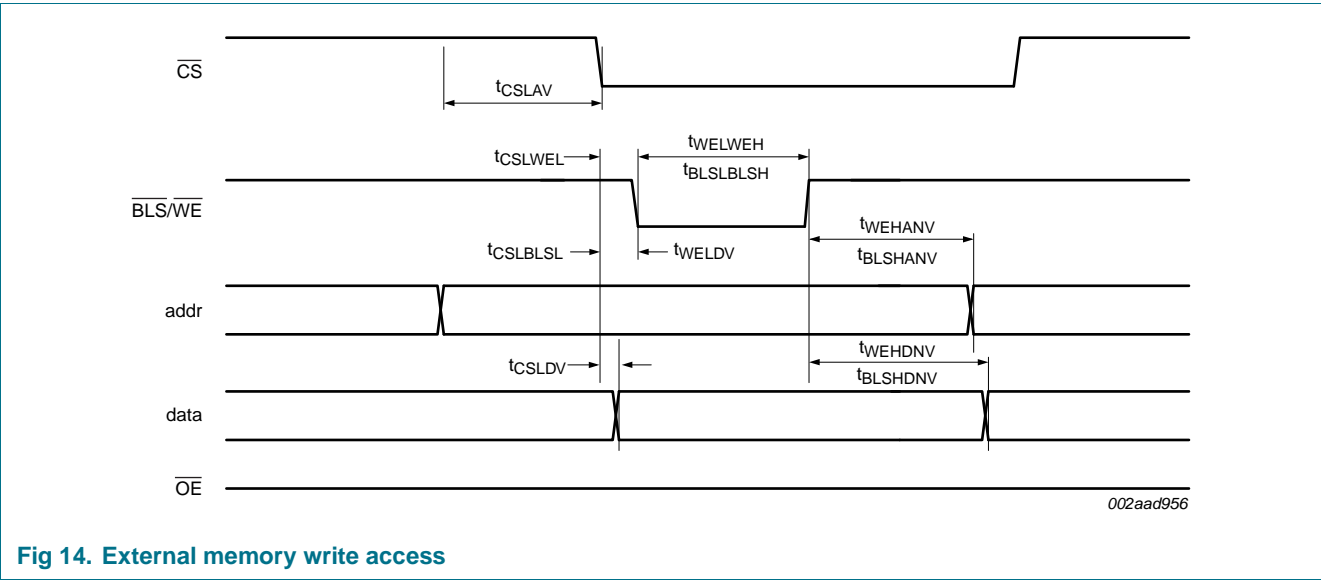 CS
tCSLAV
tCSLWEL
tWELWEH
tBLSLBLSH
BLS/WE
tCSLBLSL
tWELDV
tWEHANV
tBLSHANV
addr
tCSLDV
tWEHDNV
tBLSHDNV
data
OE
002aad956
Fig 14. External memory write access